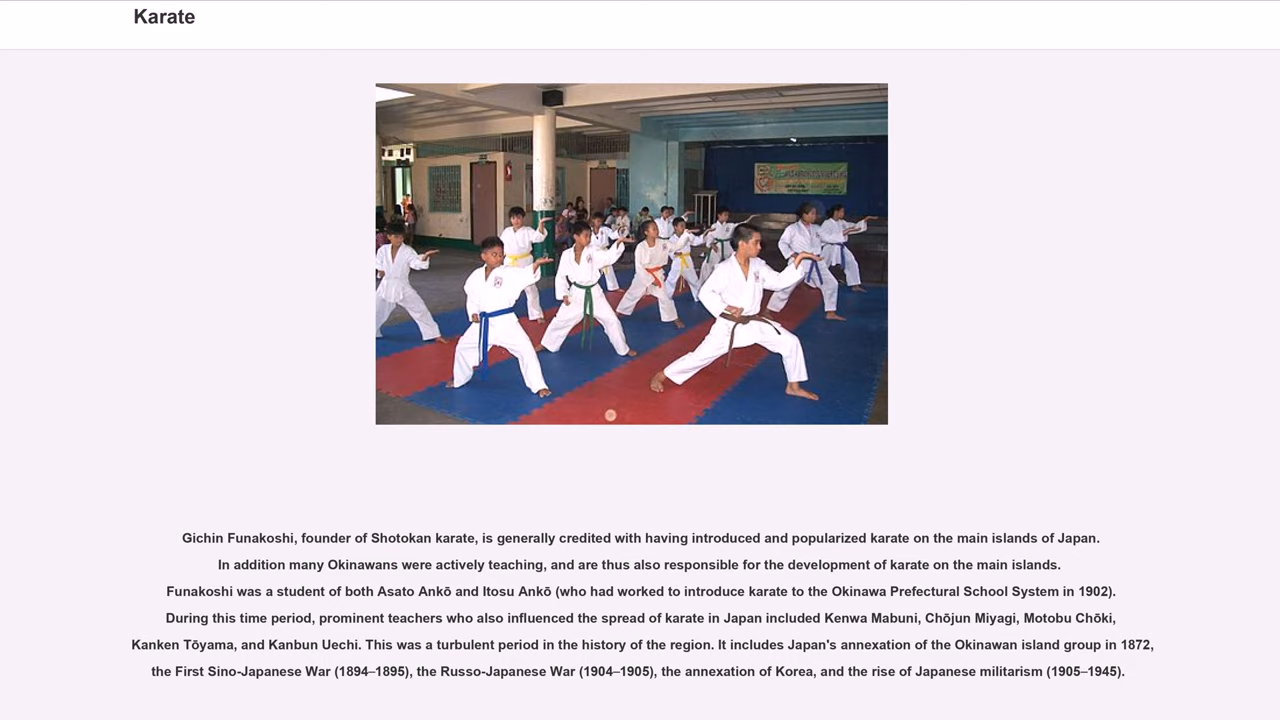 Karate
Gichin Funakoshi, founder of Shotokan karate, is generally credited with having introduced and popularized karate on the main islands of Japan.
In addition many Okinawans were actively teaching, and are thus also responsible for the development of karate on the main islands.
Funakoshi was a student of both Asato Ankō and Itosu Ankō (who had worked to introduce karate to the Okinawa Prefectural School System in 1902).
During this time period, prominent teachers who also influenced the spread of karate in Japan included Kenwa Mabuni, Chōjun Miyagi, Motobu Chōki,
Kanken Tōyama, and Kanbun Uechi. This was a turbulent period in the history of the region. It includes Japan's annexation of the Okinawan island group in 1872,
the First Sino-Japanese War (1894–1895), the Russo-Japanese War (1904–1905), the annexation of Korea, and the rise of Japanese militarism (1905–1945).